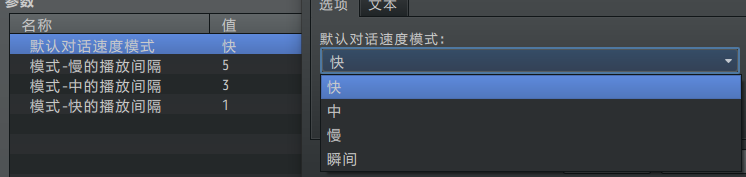 参数
名称 值
默认对话速度模式 快
模式-慢的播放间隔 5
模式-中的播放间隔 3
模式-快的播放间隔 1
选项 文本
默认对话速度模式:
快
快
中
慢
瞬间